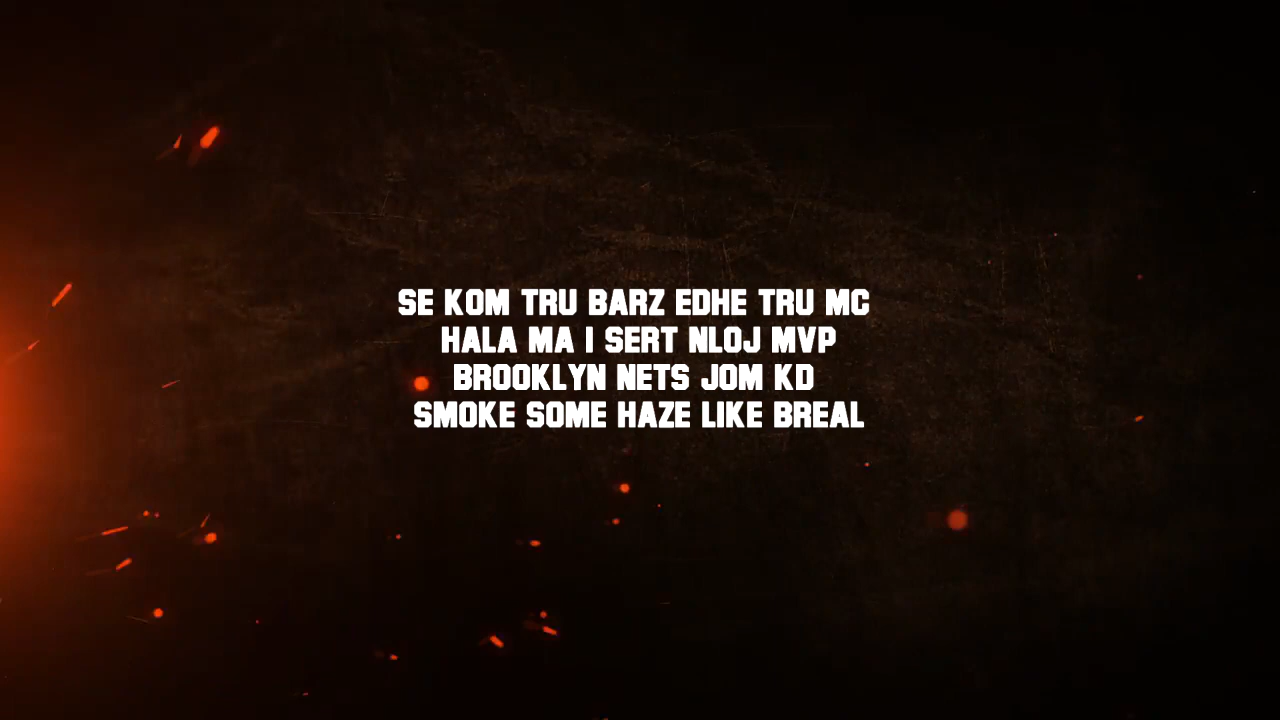 SE KOM TRU BARZ EDHE TRU MC
HALA MA I SERT NLOJ MVP
BROOKLYN NETS JOM KD
SMOKE SOME HAZE LIKE BREAL